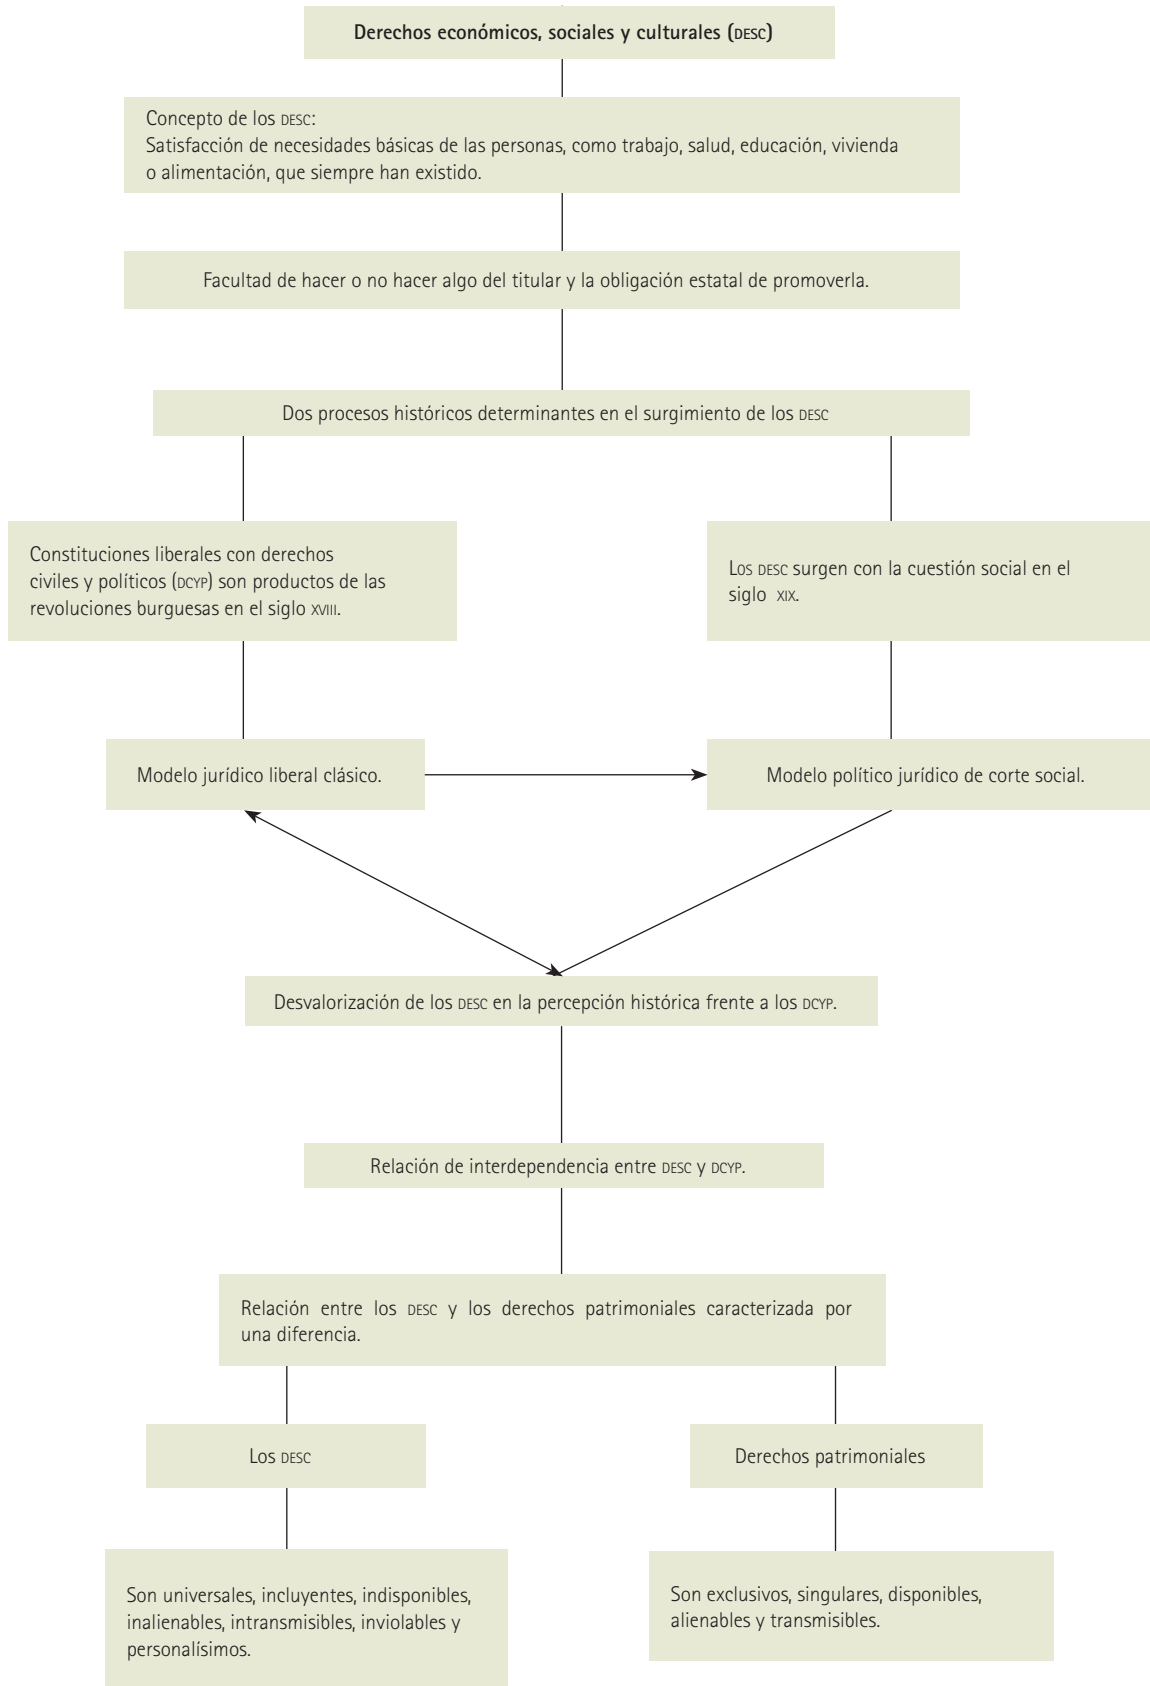 Derechos económicos, sociales y culturales (DESC)
Concepto de los DESC:
Satisfacción de necesidades básicas de las personas, como trabajo, salud, educación, vivienda
o alimentación, que siempre han existido.
Facultad de hacer o no hacer algo del titular y la obligación estatal de promoverla.
Dos procesos históricos determinantes en el surgimiento de los DESC
Constituciones liberales con derechos
civiles y políticos (DCYP) son productos de las
revoluciones burguesas en el siglo XVIII.
Los DESC surgen con la cuestión social en el
siglo XIX.
Modelo jurídico liberal clásico.
Modelo político jurídico de corte social.
Desvalorización de los DESC en la percepción histórica frente a los DCYP.
Relación de interdependencia entre DESC y DCYP.
Relación entre los DESC y los derechos patrimoniales caracterizada por
una diferencia.
Los DESC
Derechos patrimoniales
Son universales, incluyentes, indisponibles,
inalienables, intransmisibles, inviolables y
personalísimos.
Son exclusivos, singulares, disponibles,
alienables y transmisibles.